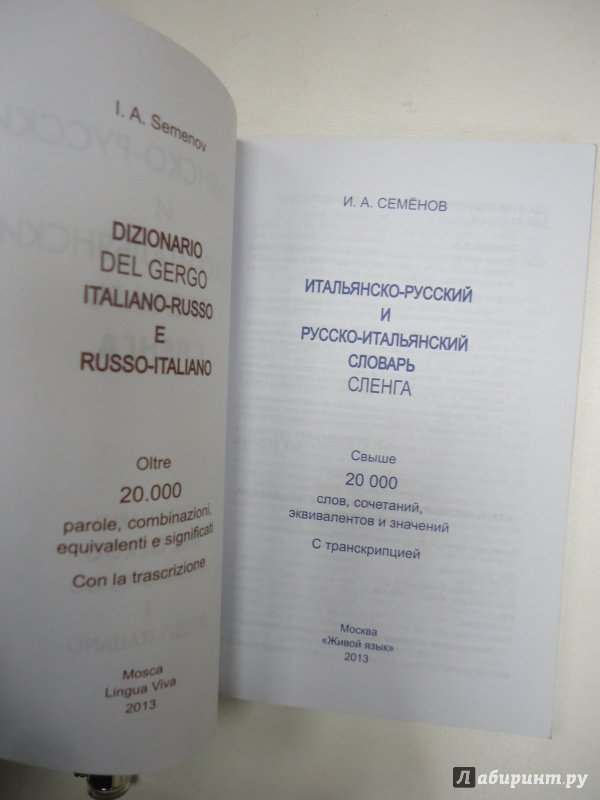 I. A. Semenov
DIZIONARIO
DEL GERGO
ITALIANO-RUSSO
E
RUSSO-ITALIANO
Oltre
20.000
parole, combinazioni,
equivalenti e significati
Con la trascrizione
Mosca
Lingua Viva
2013
И. А. СЕМЁНОВ
ИТАЛЬЯНСКО-РУССКИЙ
И
РУССКО-ИТАЛЬЯНСКИЙ
СЛОВАРЬ
СЛЕНГА
Свыше
20 000
слов, сочетаний,
эквивалентов и значений
С транскрипцией
Москва
«Живой язык»
2013
Лабиринт.ру